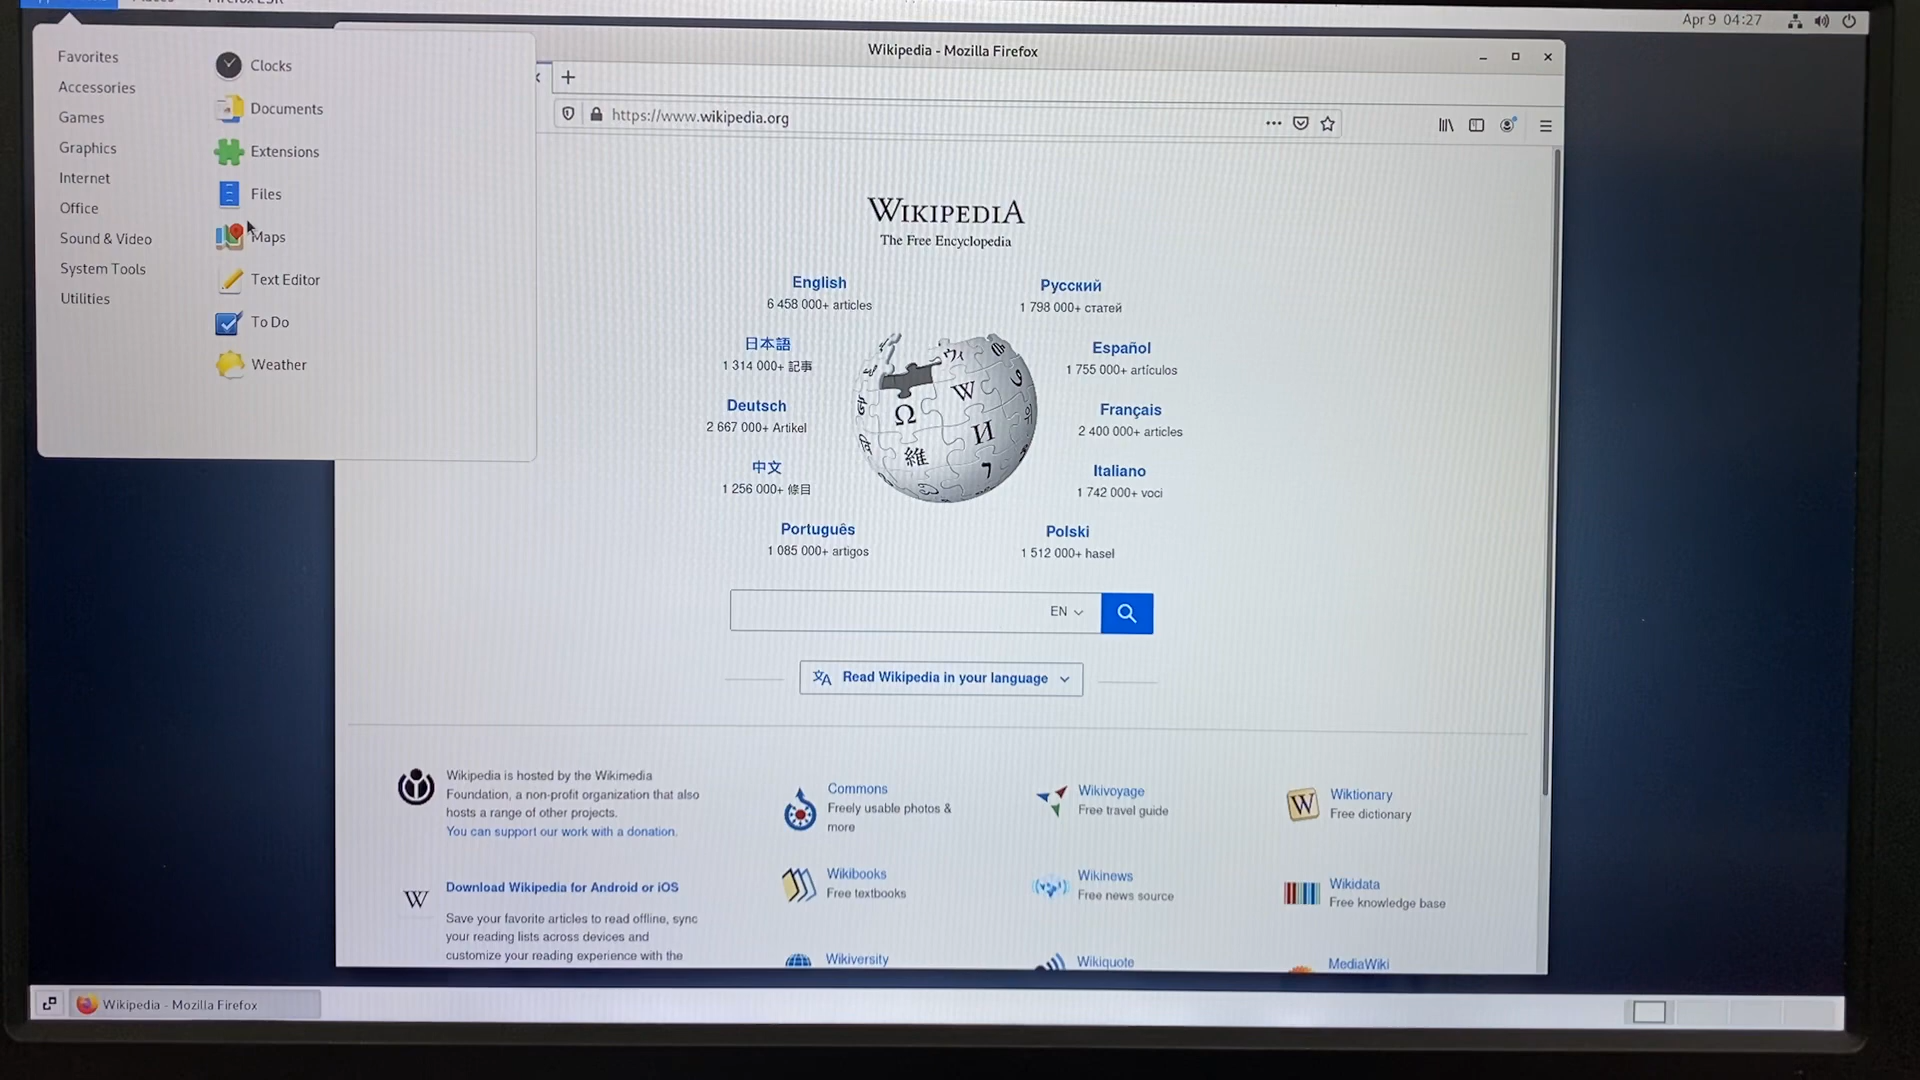 Firefox ESR
Apr 9 04:27
Favorites
Accessories
Games
Graphics
Internet
Office
Sound & Video
System Tools
Utilities
Clocks
Documents
Extensions
Files
Maps
Text Editor
To Do
Weather
Wikipedia - Mozilla Firefox
https://www.wikipedia.org
WIKIPEDIA
The Free Encyclopedia
English
6 458 000+ articles
Русский
1 798 000+ статей
日本語
1 314 000+ 記事
Español
1 755 000+ artículos
Deutsch
2 667 000+ Artikel
Français
2 400 000+ articles
中文
1 256 000+ 條目
Italiano
1 742 000+ voci
Português
1 085 000+ artigos
Polski
1 512 000+ haseł
Ω W И 維 ウィ
EN
Read Wikipedia in your language
Wikipedia is hosted by the Wikimedia
Foundation, a non-profit organization that also
hosts a range of other projects.
You can support our work with a donation.
Download Wikipedia for Android or iOS
Save your favorite articles to read offline, sync
your reading lists across devices and
customize your reading experience with the
Commons
Freely usable photos &
more
Wikivoyage
Free travel guide
Wiktionary
Free dictionary
Wikibooks
Free textbooks
Wikinews
Free news source
Wikidata
Free knowledge base
Wikiversity
Wikiquote
MediaWiki
Wikipedia - Mozilla Firefox